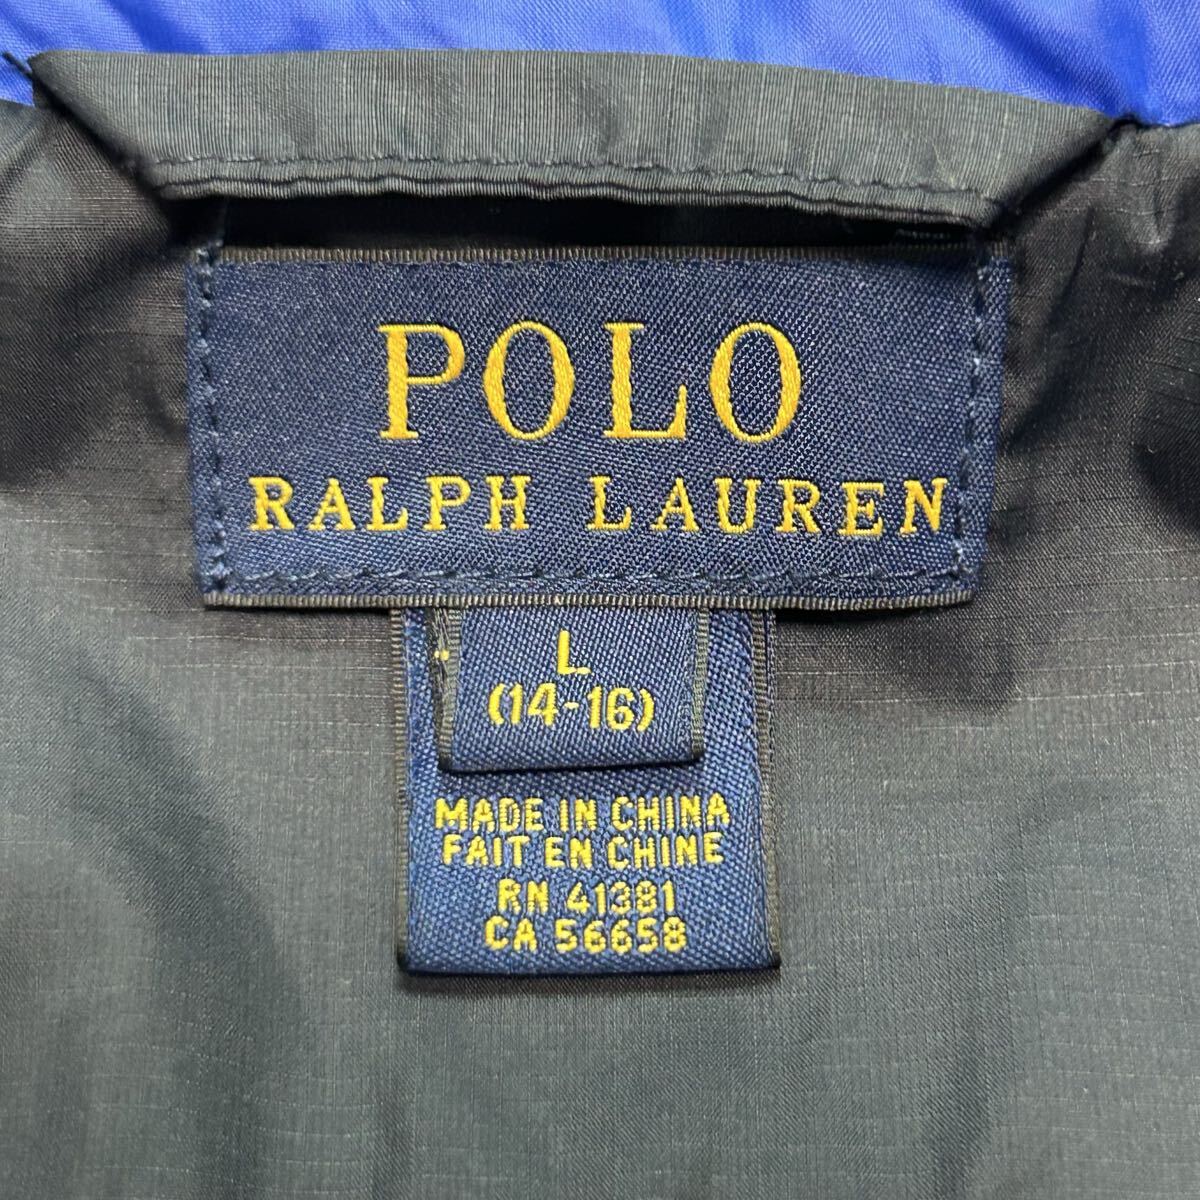 POLO
RALPH LAUREN
L
(14-16)
MADE IN CHINA
FAIT EN CHINE
RN 41381
CA 56658